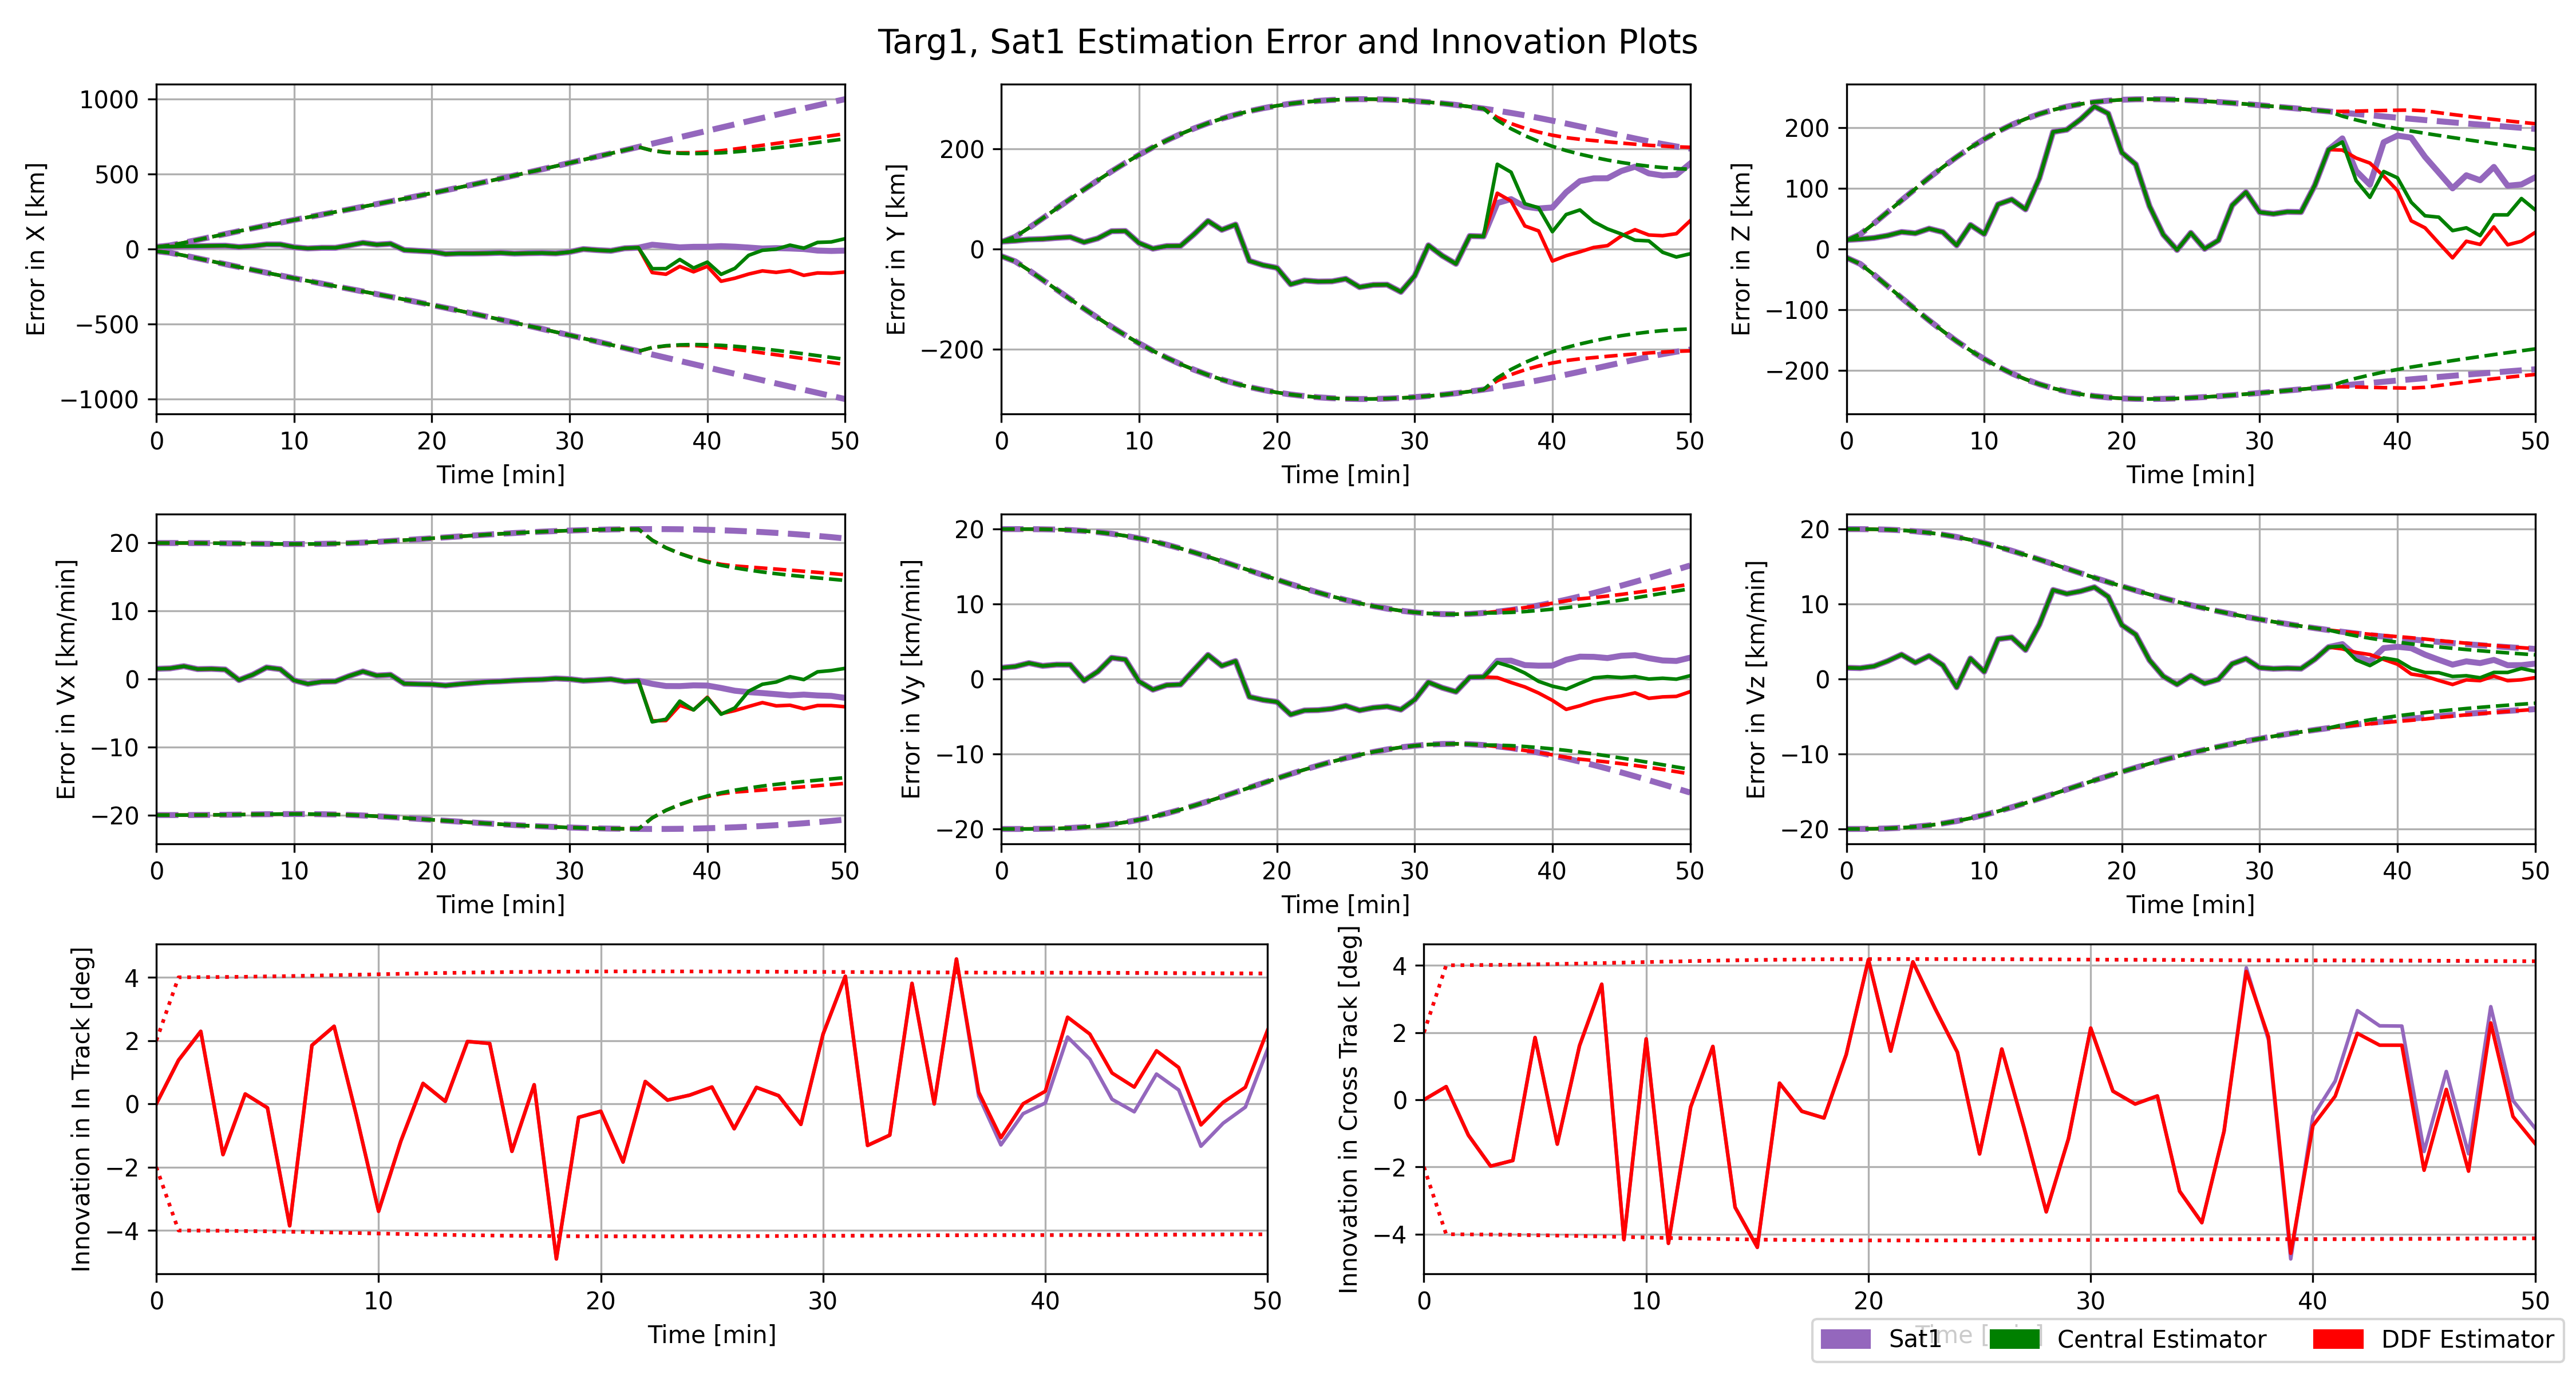 Targ1, Sat1 Estimation Error and Innovation Plots
Error in X [km]
1000
500
0
−500
−1000
0 10 20 30 40 50
Time [min]
Error in Y [km]
200
0
−200
0 10 20 30 40 50
Time [min]
Error in Z [km]
200
100
0
−100
−200
0 10 20 30 40 50
Time [min]
Error in Vx [km/min]
20
10
0
−10
−20
0 10 20 30 40 50
Time [min]
Error in Vy [km/min]
20
10
0
−10
−20
0 10 20 30 40 50
Time [min]
Error in Vz [km/min]
20
10
0
−10
−20
0 10 20 30 40 50
Time [min]
Innovation in In Track [deg]
4
2
0
−2
−4
0 10 20 30 40 50
Time [min]
Innovation in Cross Track [deg]
4
2
0
−2
−4
0 10 20 30 40 50
Time [min]
Sat1 Central Estimator DDF Estimator